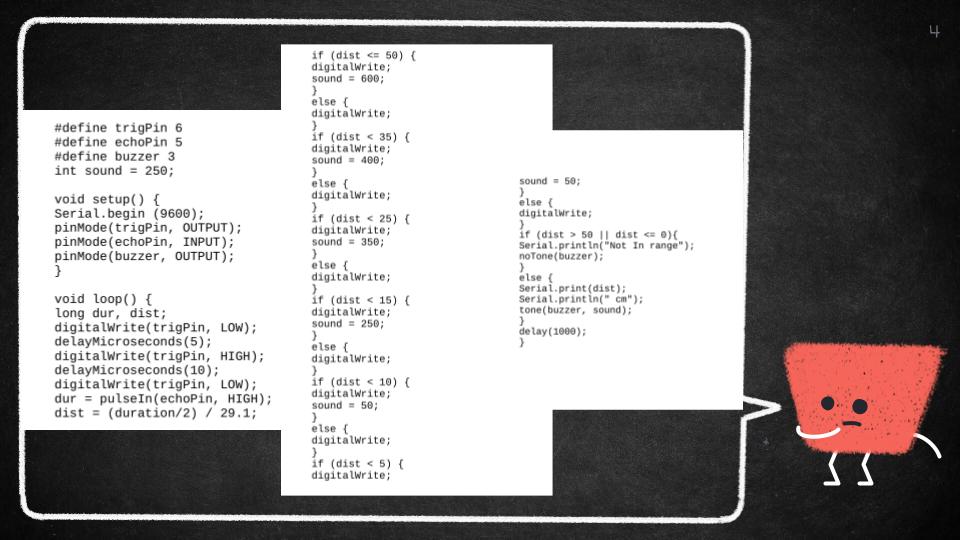 4
#define trigPin 6
#define echoPin 5
#define buzzer 3
int sound = 250;
void setup() {
Serial.begin (9600);
pinMode(trigPin, OUTPUT);
pinMode(echoPin, INPUT);
pinMode(buzzer, OUTPUT);
}
void loop() {
long dur, dist;
digitalWrite(trigPin, LOW);
delayMicroseconds(5);
digitalWrite(trigPin, HIGH);
delayMicroseconds(10);
digitalWrite(trigPin, LOW);
dur = pulseIn(echoPin, HIGH);
dist = (duration/2) / 29.1;
if (dist <= 50) {
digitalWrite;
sound = 600;
}
else {
digitalWrite;
}
if (dist < 35) {
digitalWrite;
sound = 400;
}
else {
digitalWrite;
}
if (dist < 25) {
digitalWrite;
sound = 350;
}
else {
digitalWrite;
}
if (dist < 15) {
digitalWrite;
sound = 250;
}
else {
digitalWrite;
}
if (dist < 10) {
digitalWrite;
sound = 50;
}
else {
digitalWrite;
}
if (dist < 5) {
digitalWrite;
sound = 50;
}
else {
digitalWrite;
}
if (dist > 50 || dist <= 0){
Serial.println("Not In range");
noTone(buzzer);
}
else {
Serial.print(dist);
Serial.println(" cm");
tone(buzzer, sound);
}
delay(1000);
}